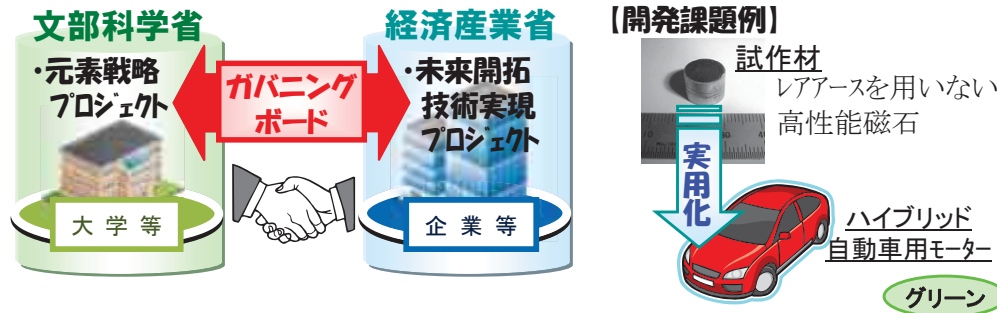 文部科学省
・元素戦略
プロジェクト
大学等
ガバニング
ボード
経済産業省
・未来開拓
技術実現
プロジェクト
企業等
【開発課題例】
試作材
レアアースを用いない
高性能磁石
実用化
ハイブリッド
自動車用モーター
グリーン